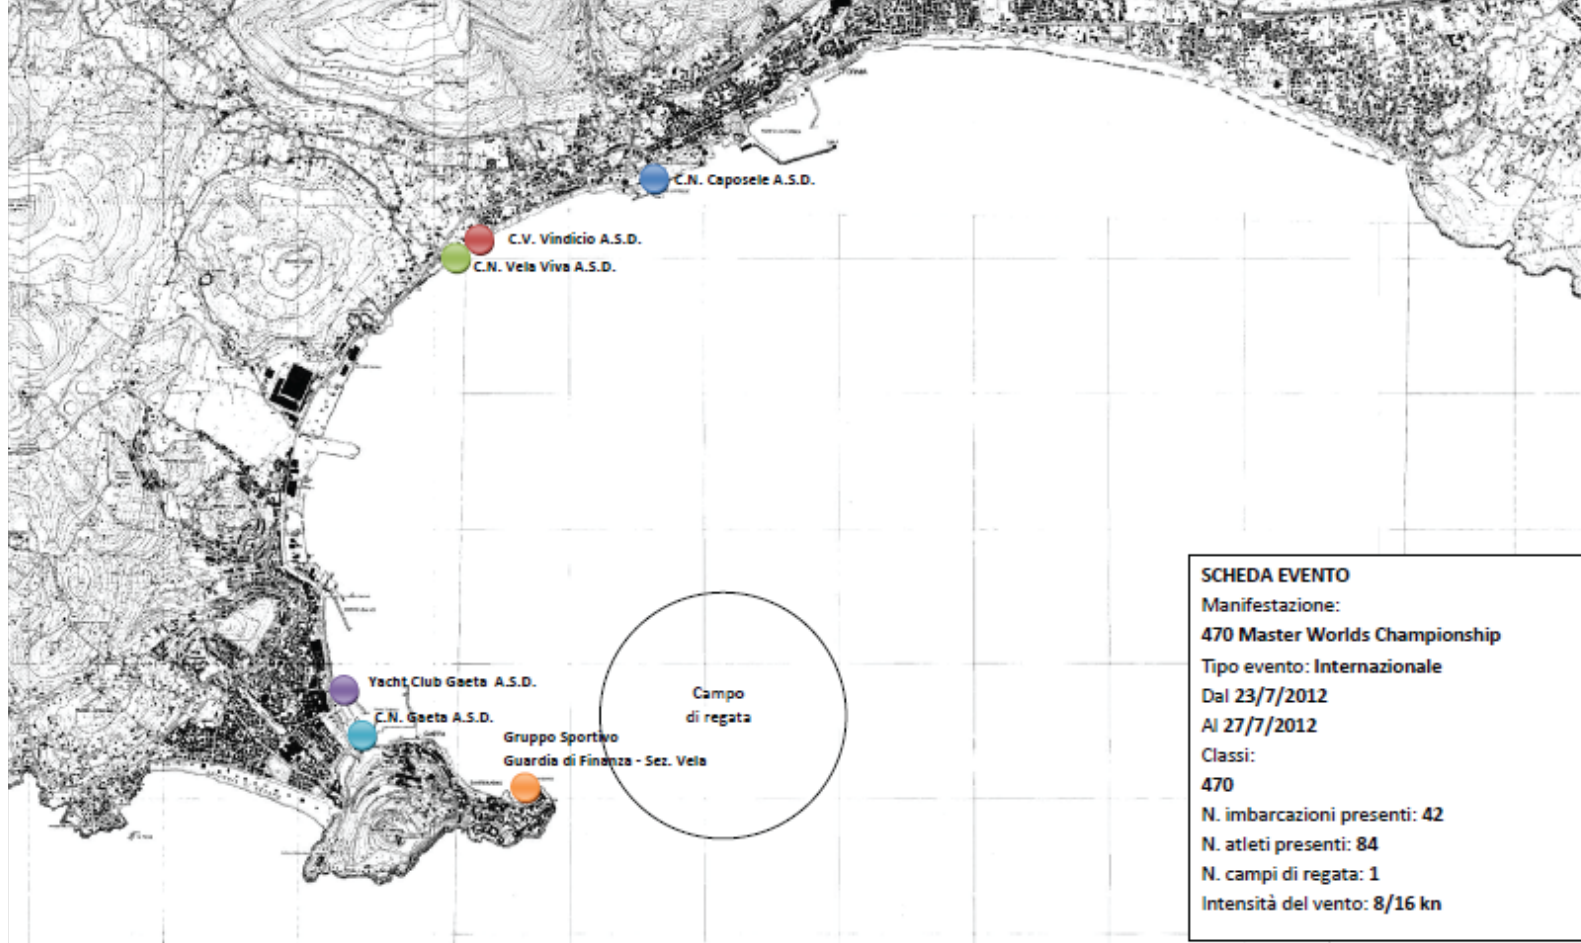 C.N. Caposele A.S.D.
C.V. Vindicio A.S.D.
C.N. Vela Viva A.S.D.
Yacht Club Gaeta A.S.D.
C.N. Gaeta A.S.D.
Gruppo Sportivo
Guardia di Finanza - Sez. Vela
Campo
di regata
SCHEDA EVENTO
Manifestazione:
470 Master Worlds Championship
Tipo evento: Internazionale
Dal 23/7/2012
Al 27/7/2012
Classi:
470
N. imbarcazioni presenti: 42
N. atleti presenti: 84
N. campi di regata: 1
Intensità del vento: 8/16 kn